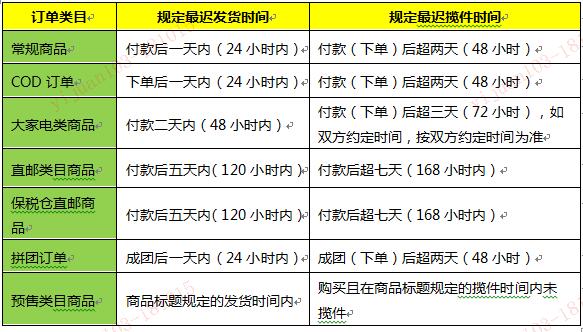 订单类目 规定最迟发货时间 规定最迟揽件时间
常规商品 付款后一天内（24 小时内） 付款（下单）后超两天（48 小时）
COD 订单 下单后一天内（24 小时内） 付款（下单）后超两天（48 小时）
大家电类商品 付款二天内（48 小时内） 付款（下单）后超三天（72 小时），如
双方约定时间，按双方约定时间为准
直邮类目商品 付款后五天内（120 小时内） 付款后超七天（168 小时内）
保税仓直邮商
品 付款后五天内（120 小时内） 付款后超七天（168 小时内）
拼团订单 成团后一天内（24 小时内） 成团（下单）后超两天（48 小时）
预售类目商品 商品标题规定的发货时间内 购买且在商品标题规定的揽件时间内未
揽件